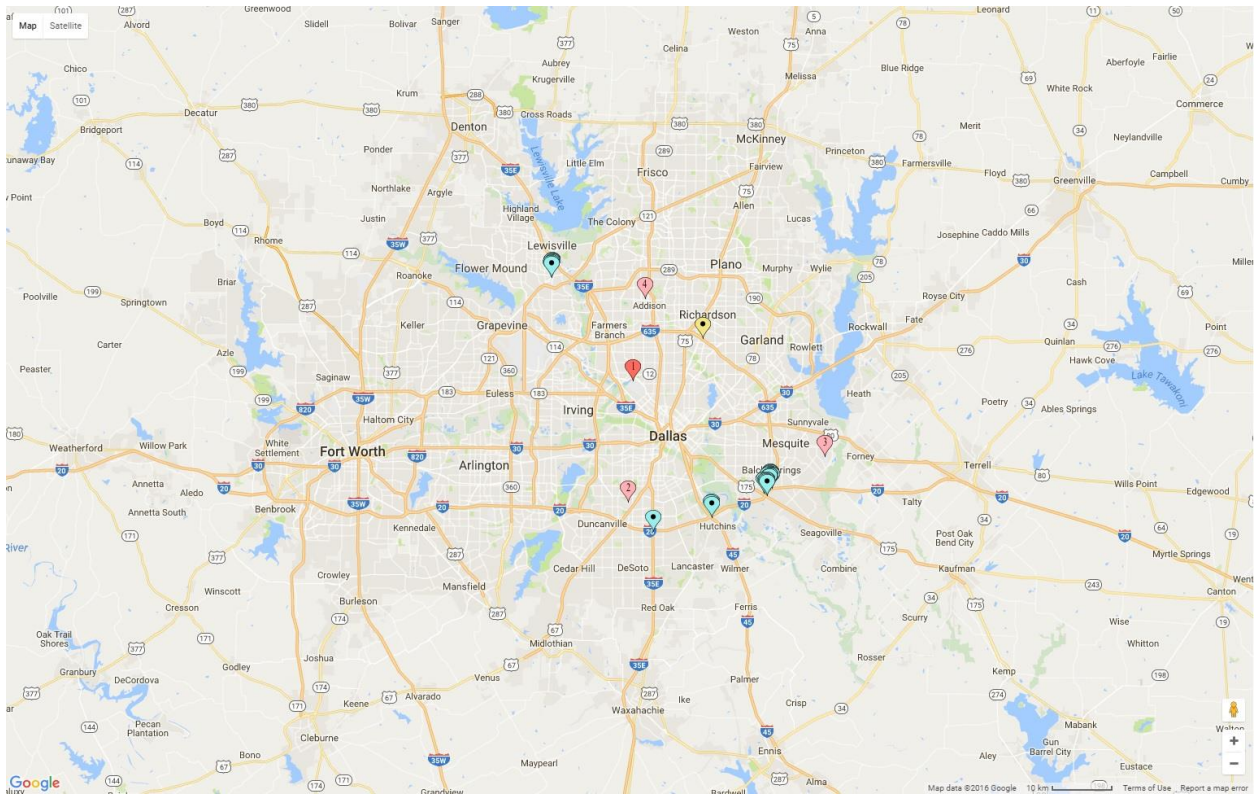 Map Satellite
Greenwood
Slidell
Bolivar
Sanger
Alvord
Weston
Anna
Leonard
Celina
Chico
Aubrey
Krugerville
Melissa
Blue Ridge
Aberfoyle
Fairlie
White Rock
Commerce
Krum
Decatur
Cross Roads
Bridgeport
Denton
McKinney
Merit
Neylandville
Ponder
Little Elm
Lewisville Lake
Princeton
Farmersville
Frisco
Fairview
Floyd
Greenville
Campbell
Cumby
Northlake
Argyle
Highland
Village
Allen
Lucas
Justin
The Colony
Boyd
Rhome
Josephine
Caddo Mills
Lewisville
Flower Mound
Plano
Murphy
Wylie
Roanoke
Briar
Cash
Poolville
Springtown
Addison
Royse City
Keller
Grapevine
Farmers
Branch
Richardson
Garland
Rowlett
Rockwall
Fate
Point
Carter
Azle
Quinlan
Hawk Cove
Peaster
Saginaw
Euless
Irving
Heath
Poetry
Ables Springs
Lake Tawakoni
Haltom City
Sunnyvale
Weatherford
Willow Park
White
Settlement
Fort Worth
Dallas
Mesquite
Forney
Arlington
Terrell
Annetta
Aledo
Wills Point
Edgewood
Annetta South
Benbrook
Kennedale
Duncanville
Hutchins
Talty
Seagoville
Post Oak
Bend City
Myrtle Springs
Crowley
Mansfield
Cedar Hill
DeSoto
Lancaster
Wilmer
Combine
Kaufman
Canton
Winscott
Cresson
Burleson
Red Oak
Ferris
Scurry
Wise
Oak Trail
Shores
Midlothian
Whitton
Joshua
Godley
Rosser
Granbury
DeCordova
Venus
Palmer
Kemp
Keene
Alvarado
Waxahachie
Ike
Crisp
Pecan
Plantation
Cleburne
Mabank
Gun
Barrel City
Bono
Maypearl
Ennis
Aley
Eustace
Grandview
Bardwell
Alma
Google
Map data ©2016 Google 10 km Terms of Use Report a map error